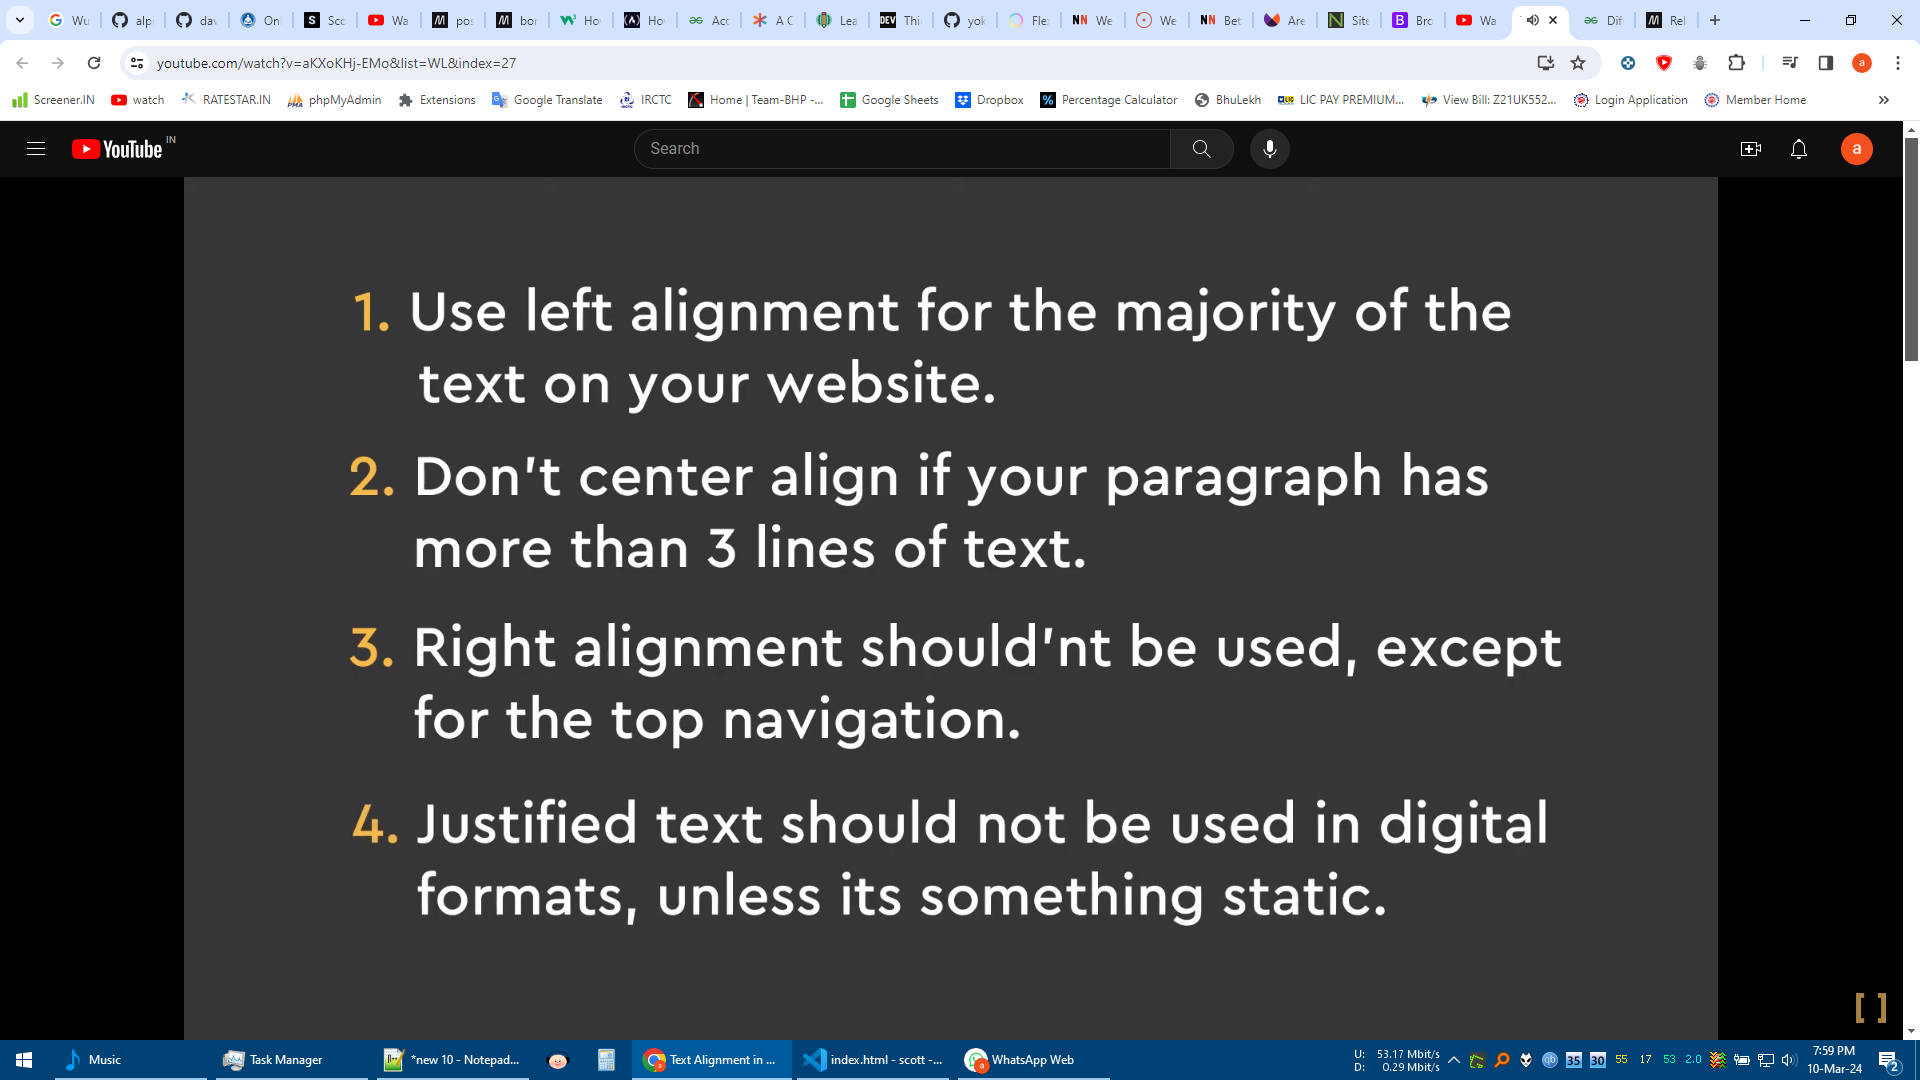 Wu
alp
dav
Onl
Sco
Wa
pos
bor
Ho
Ho
Acc
A C
Lea
Thi
yok
Fle
We
We
Bet
Are
Site
Bro
Wa
Dif
Rel
youtube.com/watch?v=aKXoKHj-EMo&list=WL&index=27
Screener.IN
watch
RATESTAR.IN
phpMyAdmin
Extensions
Google Translate
IRCTC
Home | Team-BHP -...
Google Sheets
Dropbox
Percentage Calculator
BhuLekh
LIC PAY PREMIUM...
View Bill: Z21UK552...
Login Application
Member Home
YouTube IN
Search
a
1. Use left alignment for the majority of the
text on your website.
2. Don't center align if your paragraph has
more than 3 lines of text.
3. Right alignment should'nt be used, except
for the top navigation.
4. Justified text should not be used in digital
formats, unless its something static.
[ ]
Music
Task Manager
*new 10 - Notepad...
Text Alignment in ...
index.html - scott -...
WhatsApp Web
U: 53.17 Mbit/s
D: 0.29 Mbit/s
35
30
55
17
53
2.0
7:59 PM
10-Mar-24
2